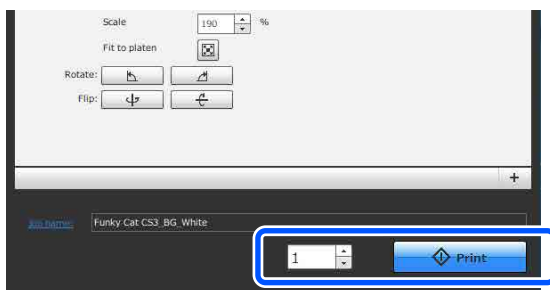 Scale 190 %
Fit to platen
Rotate:
Flip:
+
Job name: Funky Cat CS3_BG_White
1 Print